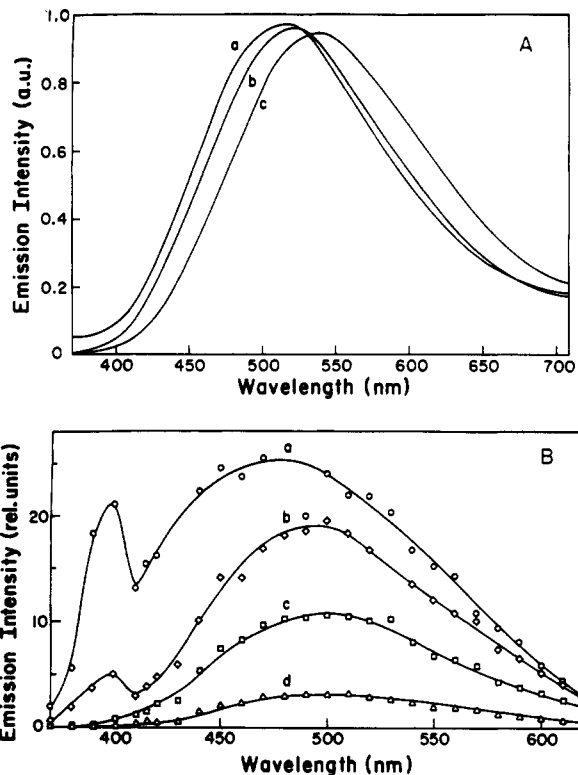 A
Emission Intensity (a.u.)
1.0
0.8
0.6
0.4
0.2
0
a
b
c
400 450 500 550 600 650 700
Wavelength (nm)
B
Emission Intensity (rel.units)
20
10
0
a
b
c
d
400 450 500 550 600
Wavelength (nm)